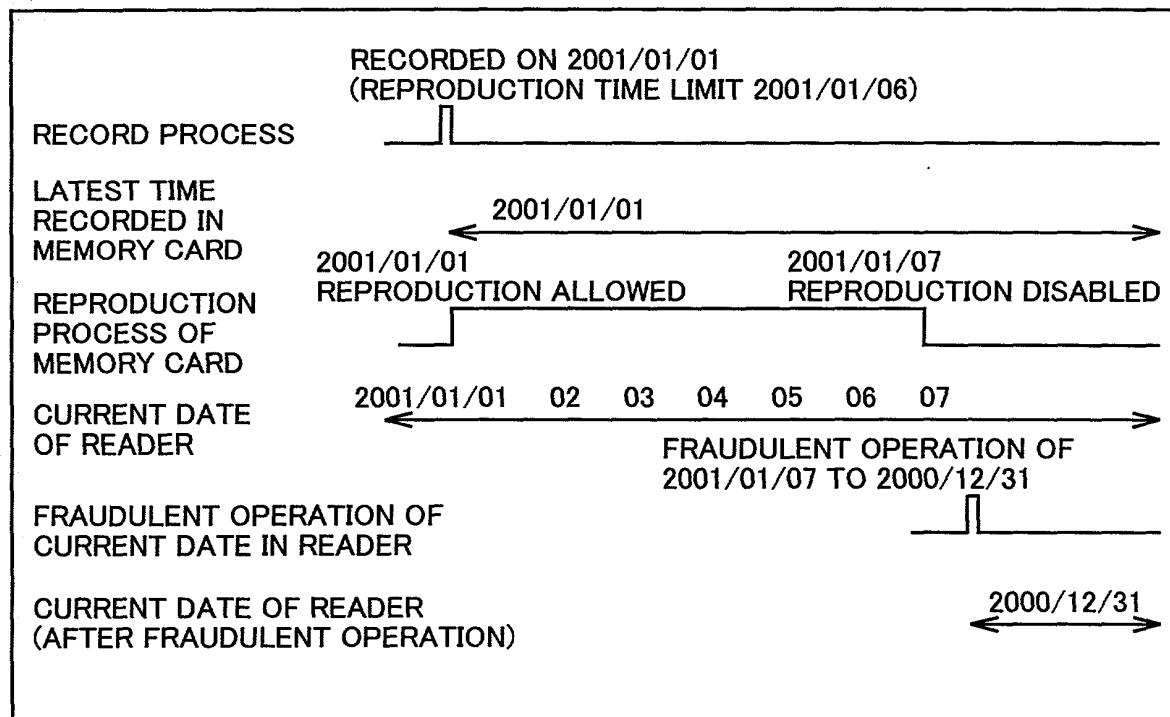 RECORDED ON 2001/01/01
(REPRODUCTION TIME LIMIT 2001/01/06)
RECORD PROCESS
LATEST TIME
RECORDED IN
MEMORY CARD
2001/01/01
2001/01/01
REPRODUCTION ALLOWED
2001/01/07
REPRODUCTION DISABLED
REPRODUCTION
PROCESS OF
MEMORY CARD
2001/01/01 02 03 04 05 06 07
CURRENT DATE
OF READER
FRAUDULENT OPERATION OF
2001/01/07 TO 2000/12/31
FRAUDULENT OPERATION OF
CURRENT DATE IN READER
CURRENT DATE OF READER
(AFTER FRAUDULENT OPERATION)
2000/12/31